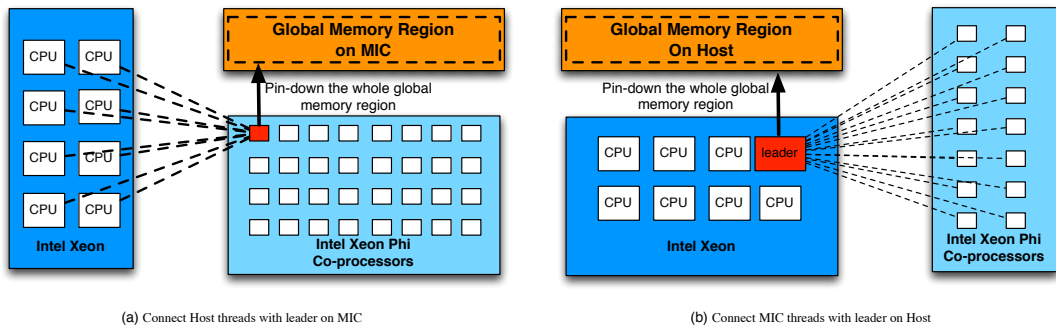 Global Memory Region
on MIC
Pin-down the whole global
memory region
CPU CPU
CPU CPU
CPU CPU
CPU CPU
Intel Xeon
Intel Xeon Phi
Co-processors
(a) Connect Host threads with leader on MIC
Global Memory Region
On Host
Pin-down the whole global
memory region
CPU CPU CPU leader
CPU CPU CPU CPU
Intel Xeon
Intel Xeon Phi
Co-processors
(b) Connect MIC threads with leader on Host